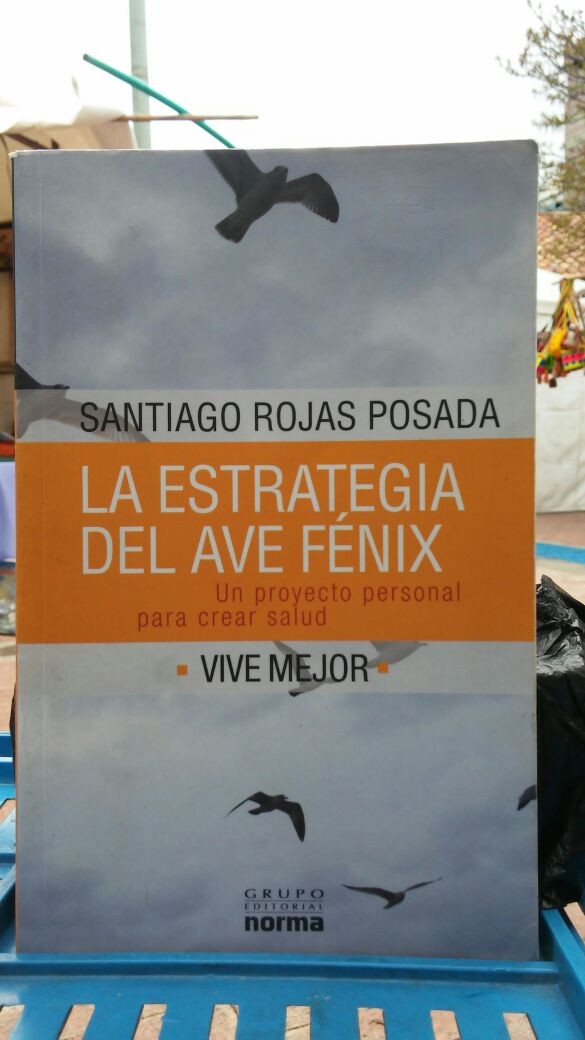 SANTIAGO ROJAS POSADA
LA ESTRATEGIA
DEL AVE FÉNIX
Un proyecto personal
para crear salud
VIVE MEJOR
GRUPO
EDITORIAL
norma